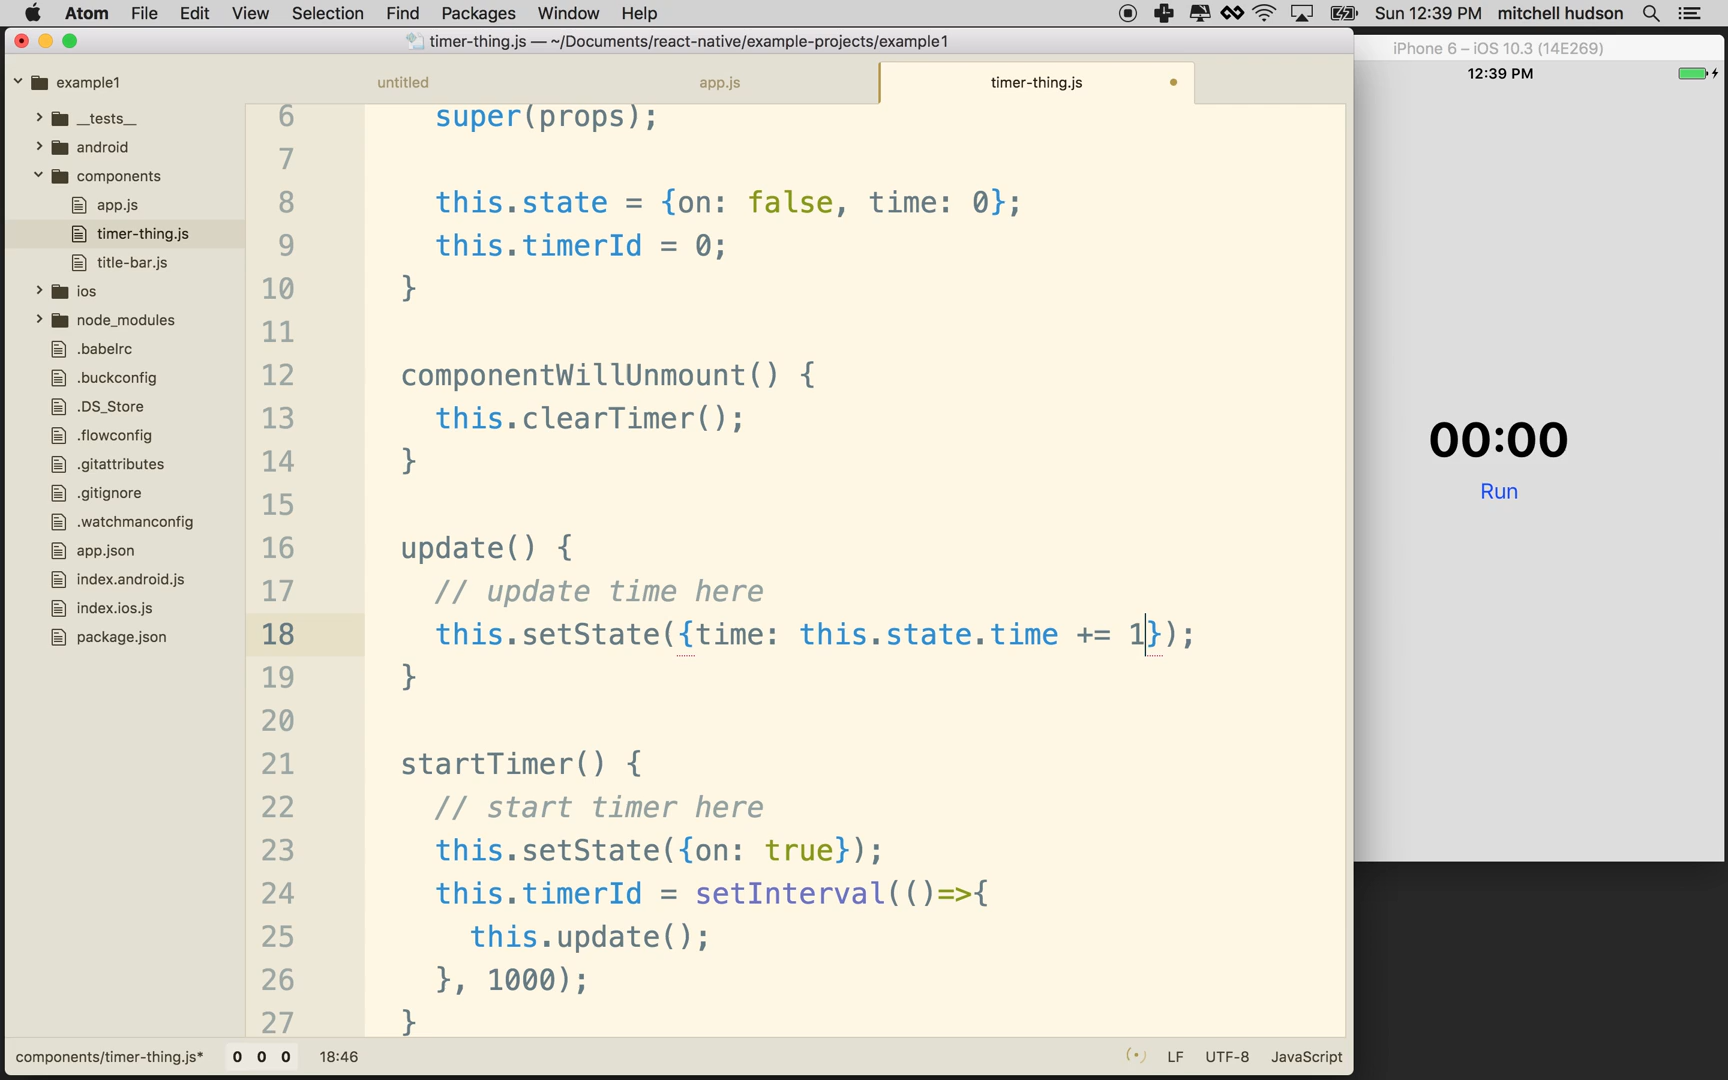 Atom File Edit View Selection Find Packages Window Help Sun 12:39 PM mitchell hudson
timer-thing.js — ~/Documents/react-native/example-projects/example1
iPhone 6 – iOS 10.3 (14E269)
12:39 PM
example1
__tests__
android
components
app.js
timer-thing.js
title-bar.js
ios
node_modules
.babelrc
.buckconfig
.DS_Store
.flowconfig
.gitattributes
.gitignore
.watchmanconfig
app.json
index.android.js
index.ios.js
package.json
untitled app.js timer-thing.js
6 super(props);
7
8 this.state = {on: false, time: 0};
9 this.timerId = 0;
10 }
11
12 componentWillUnmount() {
13 this.clearTimer();
14 }
15
16 update() {
17 // update time here
18 this.setState({time: this.state.time += 1});
19 }
20
21 startTimer() {
22 // start timer here
23 this.setState({on: true});
24 this.timerId = setInterval(()=>{
25 this.update();
26 }, 1000);
27 }
00:00
Run
components/timer-thing.js* 0 0 0 18:46 LF UTF-8 JavaScript